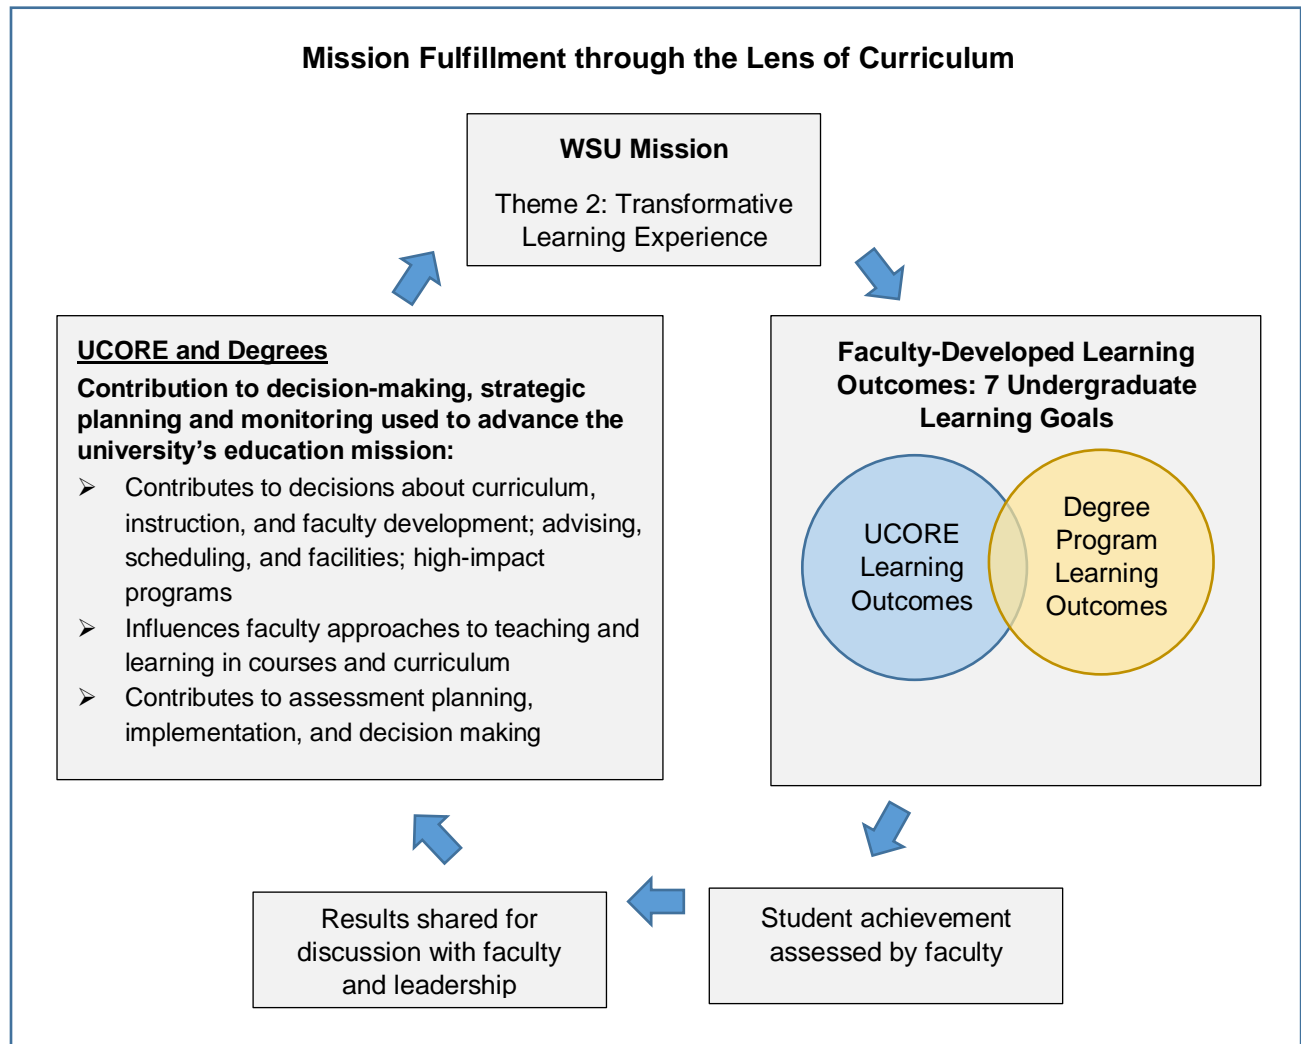 Mission Fulfillment through the Lens of Curriculum
WSU Mission
Theme 2: Transformative
Learning Experience
Faculty-Developed Learning
Outcomes: 7 Undergraduate
Learning Goals
UCORE
Learning
Outcomes
Degree
Program
Learning
Outcomes
Student achievement
assessed by faculty
Results shared for
discussion with faculty
and leadership
UCORE and Degrees
Contribution to decision-making, strategic
planning and monitoring used to advance the
university’s education mission:
➢ Contributes to decisions about curriculum,
instruction, and faculty development; advising,
scheduling, and facilities; high-impact
programs
➢ Influences faculty approaches to teaching and
learning in courses and curriculum
➢ Contributes to assessment planning,
implementation, and decision making